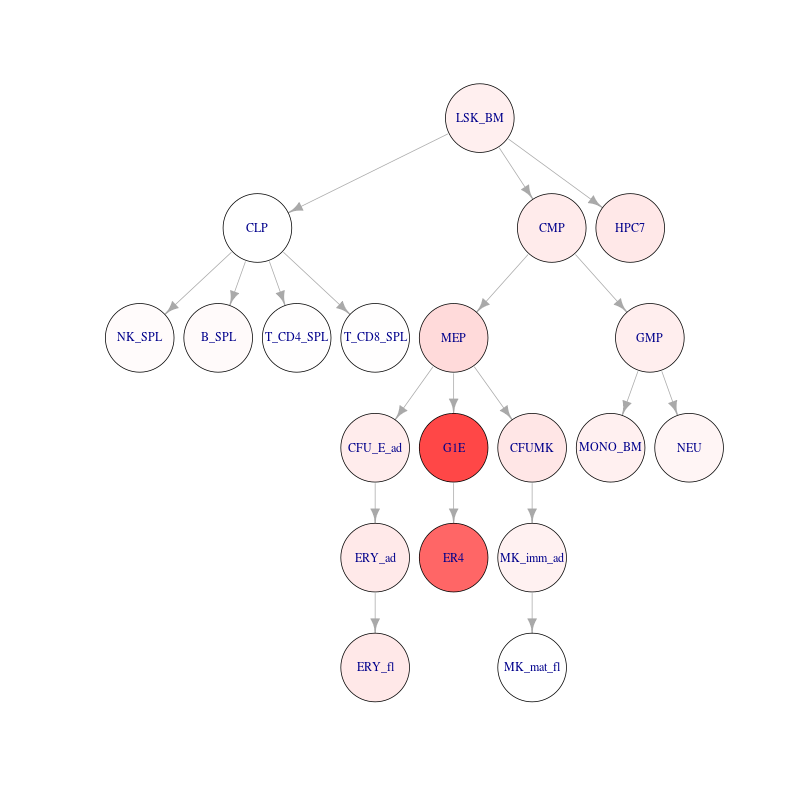 LSK_BM
CLP
CMP
HPC7
NK_SPL
B_SPL
T_CD4_SPL
T_CD8_SPL
MEP
GMP
CFU_E_ad
G1E
CFUMK
MONO_BM
NEU
ERY_ad
ER4
MK_imm_ad
ERY_fl
MK_mat_fl